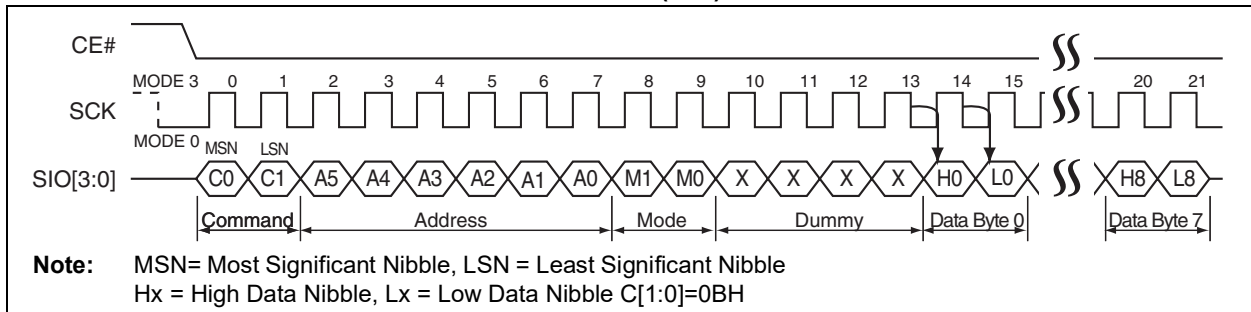 CE#
MODE 3 0 1 2 3 4 5 6 7 8 9 10 11 12 13 14 15 20 21
SCK
MODE 0 MSN LSN
SIO[3:0] C0 C1 A5 A4 A3 A2 A1 A0 M1 M0 X X X X H0 L0 H8 L8
Command Address Mode Dummy Data Byte 0 Data Byte 7
Note: MSN= Most Significant Nibble, LSN = Least Significant Nibble
Hx = High Data Nibble, Lx = Low Data Nibble C[1:0]=0BH